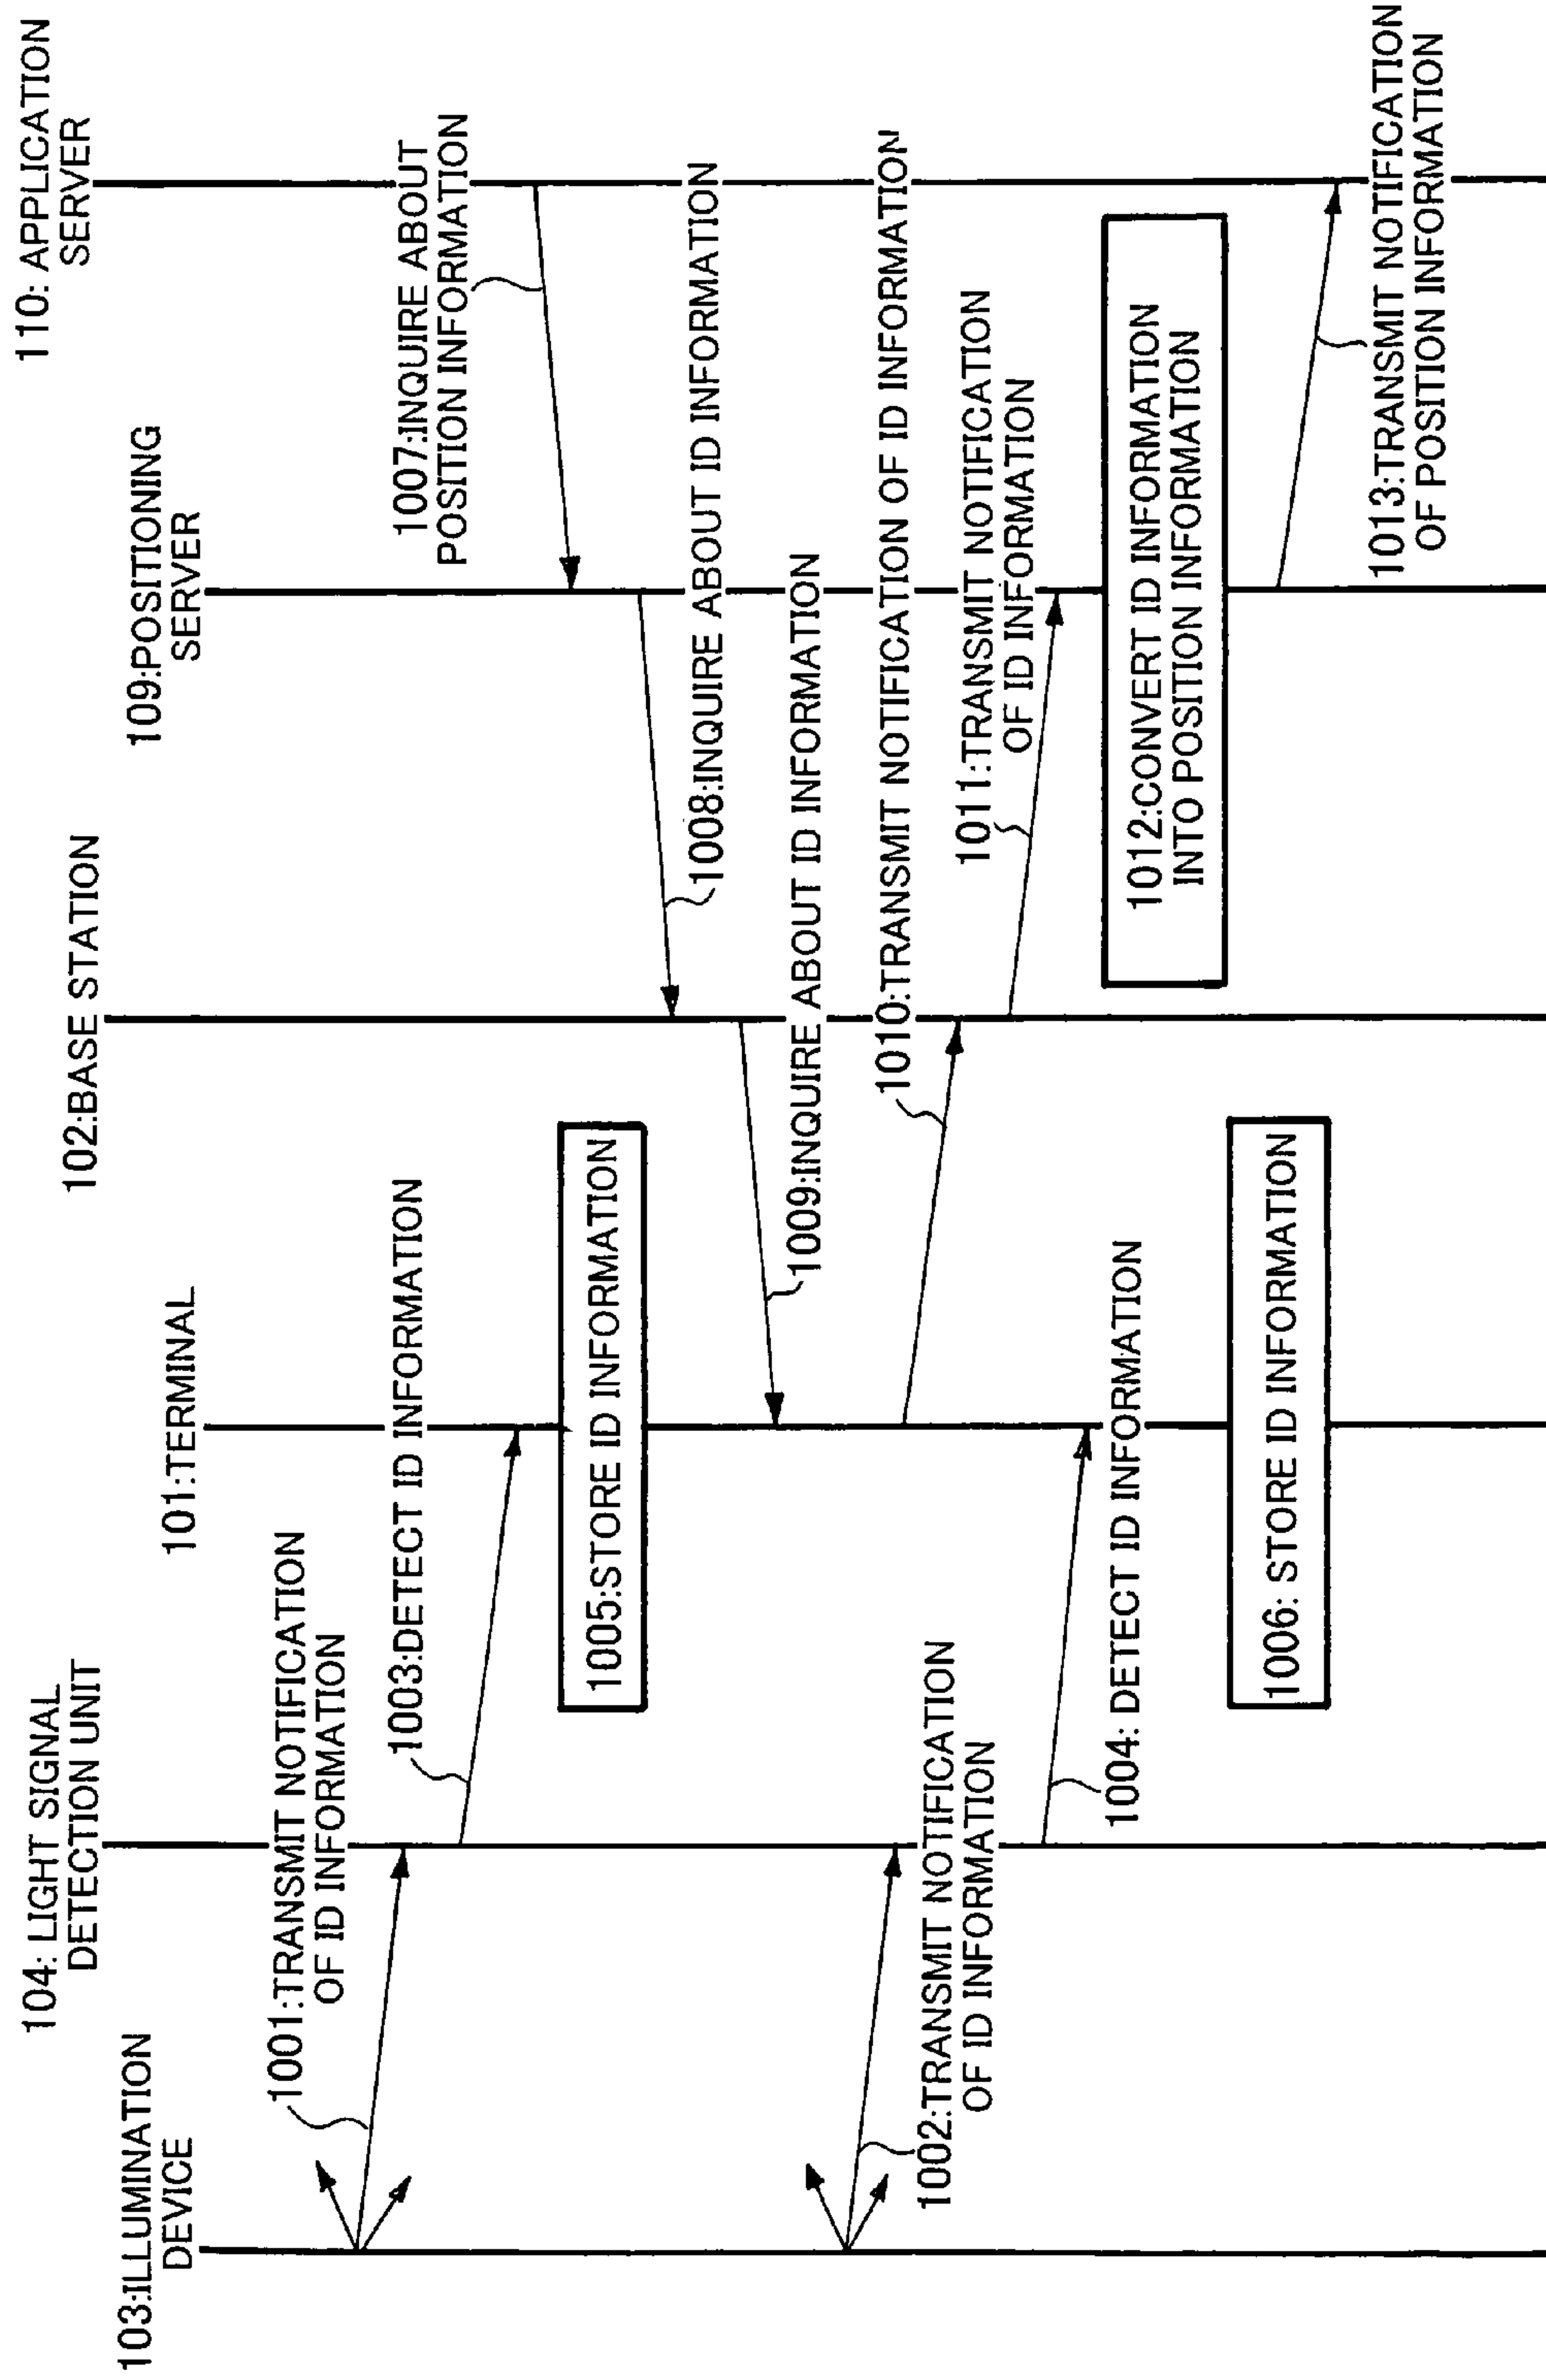 103:ILLUMINATION
DEVICE
104: LIGHT SIGNAL
DETECTION UNIT
101:TERMINAL
102:BASE STATION
109:POSITIONING
SERVER
110: APPLICATION
SERVER
1001:TRANSMIT NOTIFICATION
OF ID INFORMATION
1003:DETECT ID INFORMATION
1007:INQUIRE ABOUT
POSITION INFORMATION
1005:STORE ID INFORMATION
1008:INQUIRE ABOUT ID INFORMATION
1009:INQUIRE ABOUT ID INFORMATION
1010:TRANSMIT NOTIFICATION OF ID INFORMATION
1002:TRANSMIT NOTIFICATION
OF ID INFORMATION
1011:TRANSMIT NOTIFICATION
OF ID INFORMATION
1004: DETECT ID INFORMATION
1012:CONVERT ID INFORMATION
INTO POSITION INFORMATION
1006: STORE ID INFORMATION
1013:TRANSMIT NOTIFICATION
OF POSITION INFORMATION